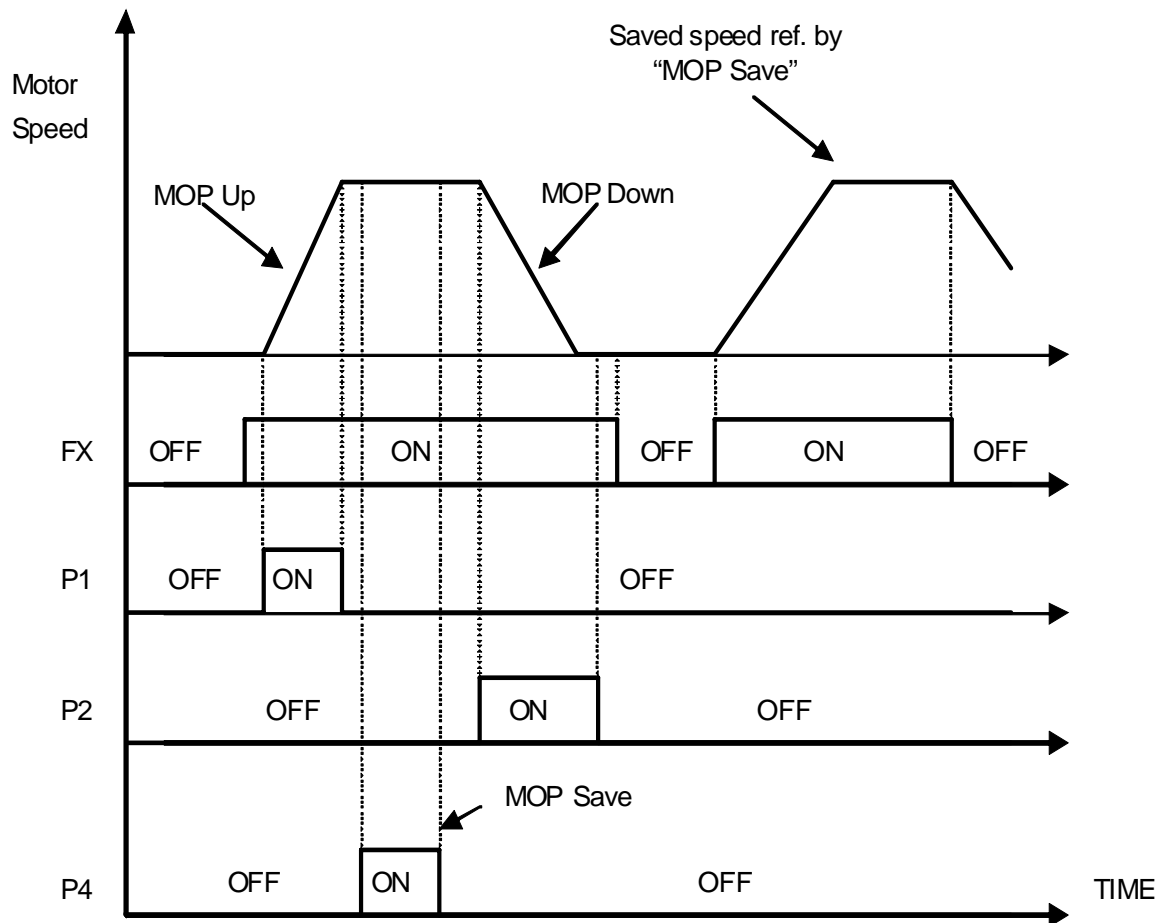 Saved speed ref. by
“MOP Save”
Motor
Speed
MOP Up
MOP Down
FX
OFF
ON
OFF
ON
OFF
P1
OFF
ON
OFF
P2
OFF
ON
OFF
MOP Save
P4
OFF
ON
OFF
TIME